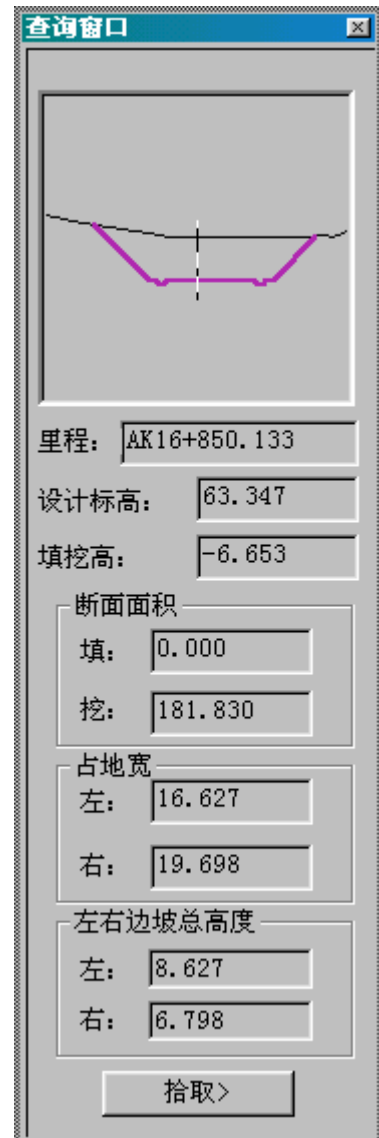 查询窗口
里程： AK16+850.133
设计标高： 63.347
填挖高： -6.653
断面面积
填： 0.000
挖： 181.830
占地宽
左： 16.627
右： 19.698
左右边坡总高度
左： 8.627
右： 6.798
拾取>